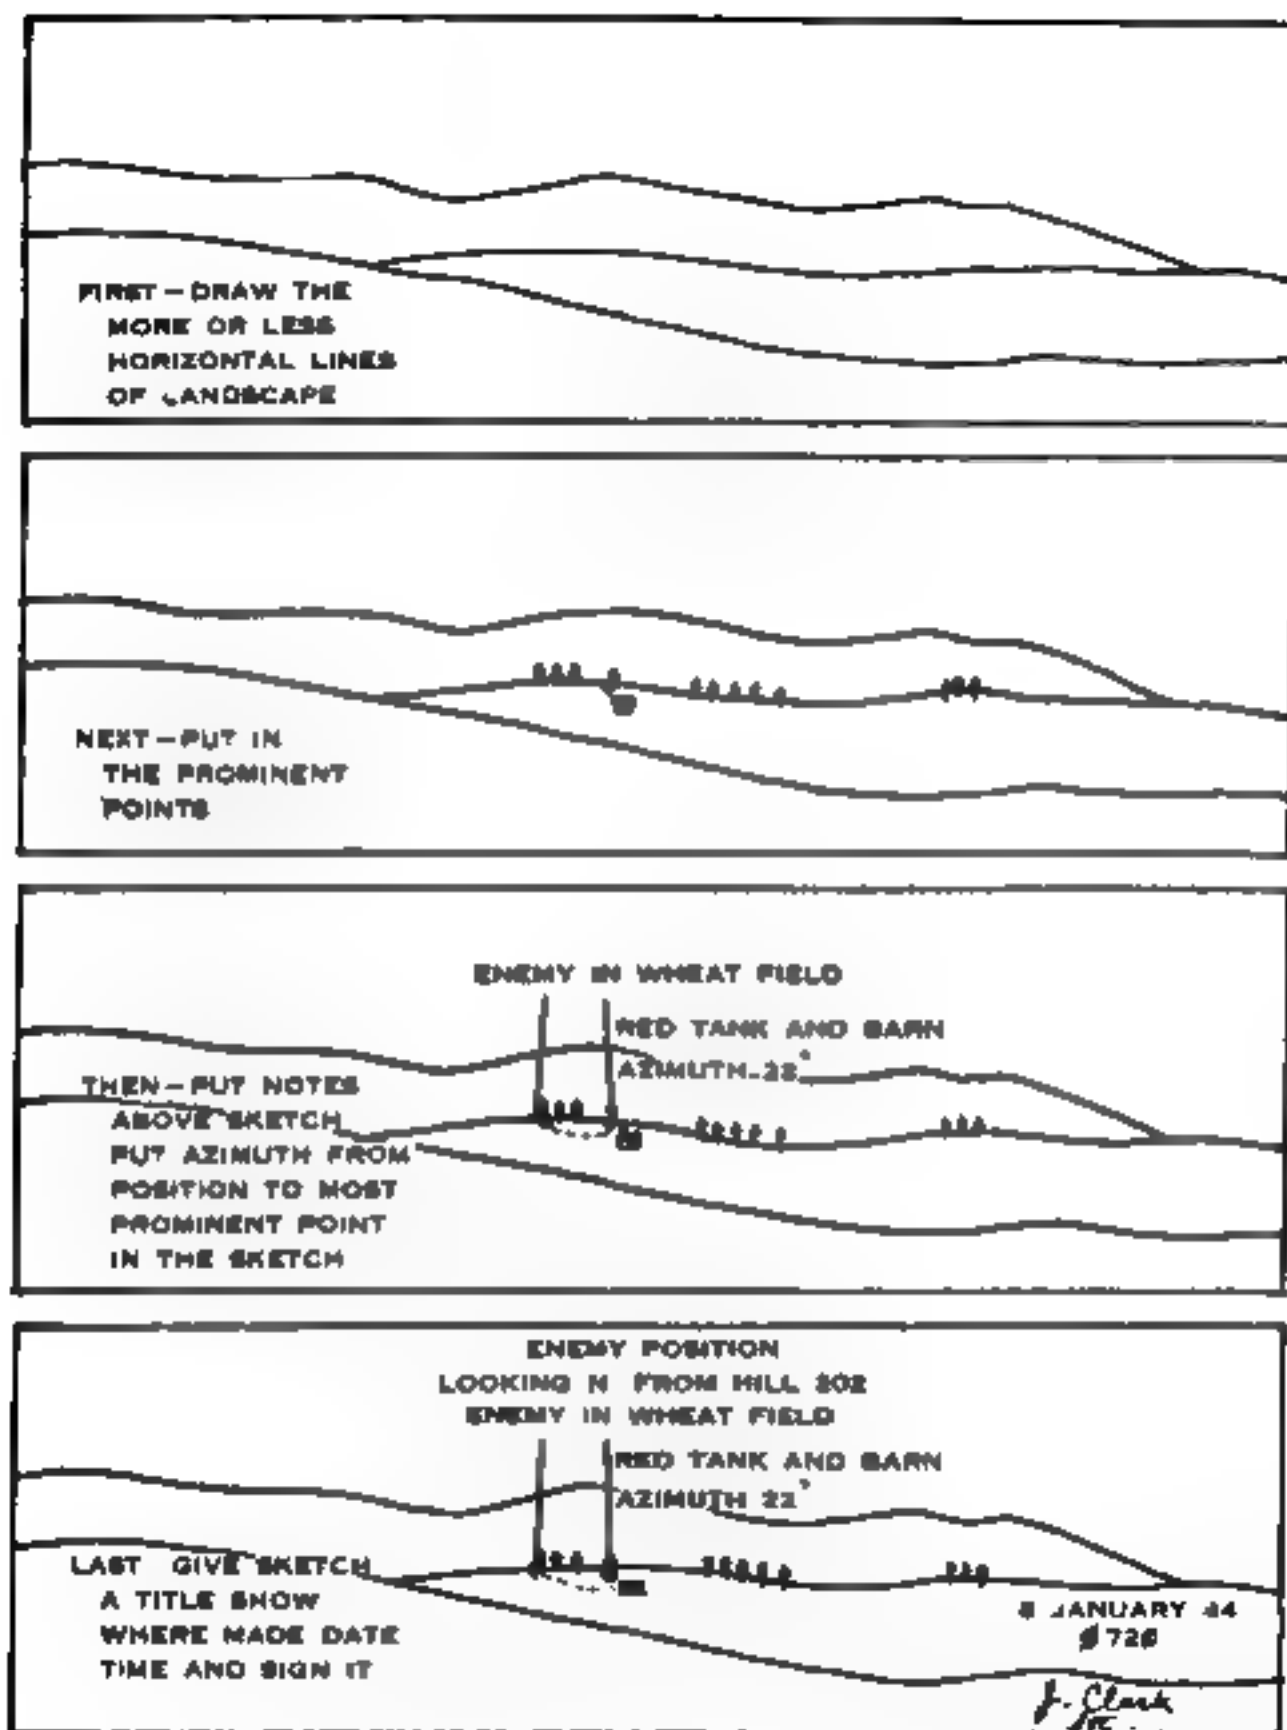 FIRST - DRAW THE
MORE OR LESS
HORIZONTAL LINES
OF LANDSCAPE
NEXT - PUT IN
THE PROMINENT
POINTS
ENEMY IN WHEAT FIELD
RED TANK AND BARN
AZIMUTH-22°
THEN - PUT NOTES
ABOVE SKETCH
PUT AZIMUTH FROM
POSITION TO MOST
PROMINENT POINT
IN THE SKETCH
ENEMY POSITION
LOOKING N FROM HILL 202
ENEMY IN WHEAT FIELD
RED TANK AND BARN
AZIMUTH 22°
LAST GIVE SKETCH
A TITLE SHOW
WHERE MADE DATE
TIME AND SIGN IT
JANUARY 44
J. Clark